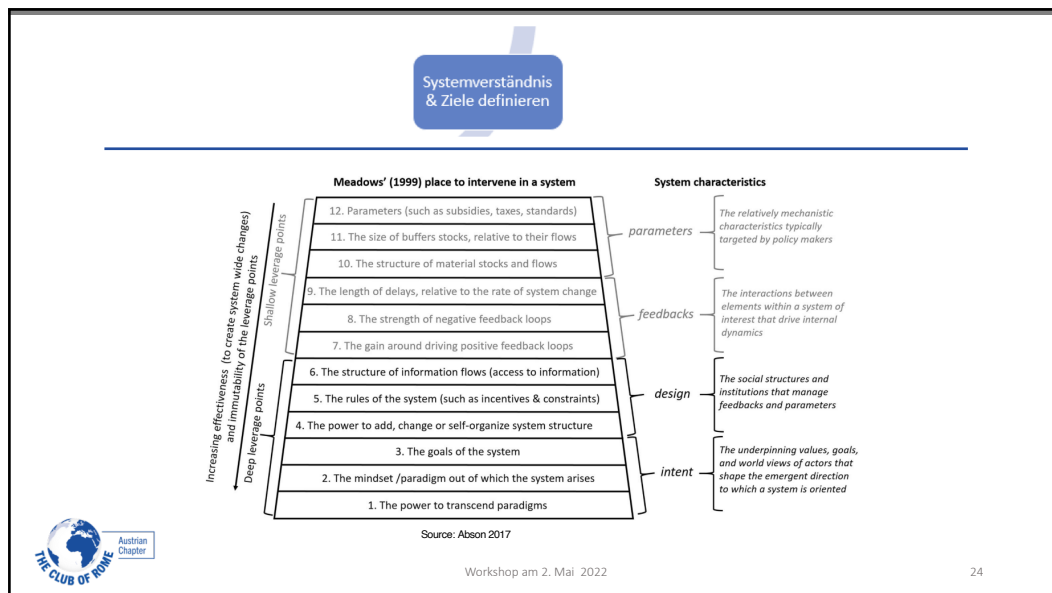 Systemverständnis
& Ziele definieren
Meadows' (1999) place to intervene in a system
System characteristics
Increasing effectiveness (to create system wide changes)
and immutability of the leverage points
Shallow leverage points
Deep leverage points
12. Parameters (such as subsidies, taxes, standards)
11. The size of buffers stocks, relative to their flows
10. The structure of material stocks and flows
9. The length of delays, relative to the rate of system change
8. The strength of negative feedback loops
7. The gain around driving positive feedback loops
6. The structure of information flows (access to information)
5. The rules of the system (such as incentives & constraints)
4. The power to add, change or self-organize system structure
3. The goals of the system
2. The mindset /paradigm out of which the system arises
1. The power to transcend paradigms
parameters
The relatively mechanistic
characteristics typically
targeted by policy makers
feedbacks
The interactions between
elements within a system of
interest that drive internal
dynamics
design
The social structures and
institutions that manage
feedbacks and parameters
intent
The underpinning values, goals,
and world views of actors that
shape the emergent direction
to which a system is oriented
Source: Abson 2017
THE CLUB OF ROME
Austrian
Chapter
Workshop am 2. Mai 2022
24